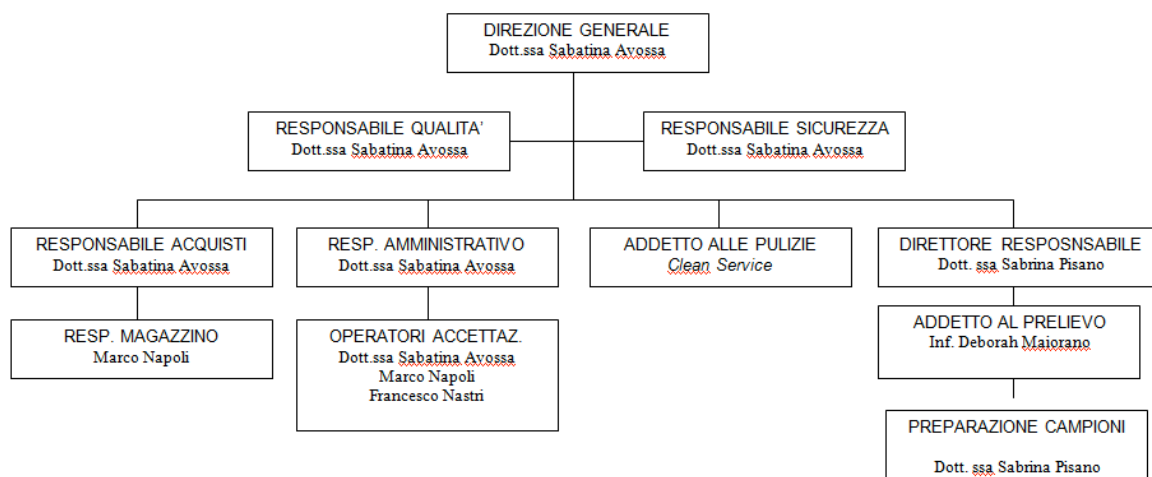 DIREZIONE GENERALE
Dott.ssa Sabatina Avossa
RESPONSABILE QUALITA’
Dott.ssa Sabatina Avossa
RESPONSABILE SICUREZZA
Dott.ssa Sabatina Avossa
RESPONSABILE ACQUISTI
Dott.ssa Sabatina Avossa
RESP. AMMINISTRATIVO
Dott.ssa Sabatina Avossa
ADDETTO ALLE PULIZIE
Clean Service
DIRETTORE RESPOSNSABILE
Dott. ssa Sabrina Pisano
RESP. MAGAZZINO
Marco Napoli
OPERATORI ACCETTAZ.
Dott.ssa Sabatina Avossa
Marco Napoli
Francesco Nastri
ADDETTO AL PRELIEVO
Inf. Deborah Maiorano
PREPARAZIONE CAMPIONI
Dott. ssa Sabrina Pisano